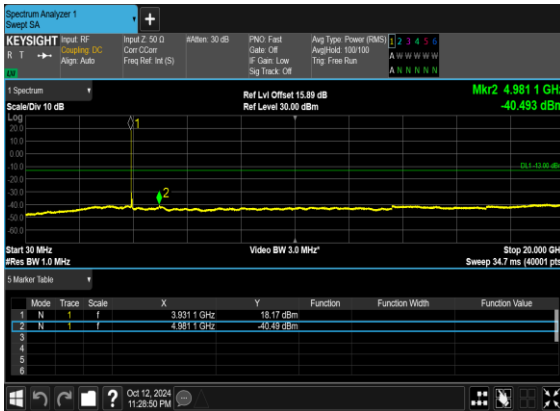 Spectrum Analyzer 1
Swept SA
+
KEYSIGHT
R T
LXI
Input: RF
Coupling: DC
Align: Auto
Input Z: 50 Ω
Corr CCorr
Freq Ref: Int (S)
#Atten: 30 dB
PNO: Fast
Gate: Off
IF Gain: Low
Sig Track: Off
Avg Type: Power (RMS)
Avg|Hold: 100/100
Trig: Free Run
1 2 3 4 5 6
A W W W W W
A N N N N N
1 Spectrum
Scale/Div 10 dB
Ref Lvl Offset 15.89 dB
Ref Level 30.00 dBm
Mkr2 4.981 1 GHz
-40.493 dBm
Log
20.0
10.0
0.00
-10.0
-20.0
-30.0
-40.0
-50.0
-60.0
1
2
DL1 -13.00 dBm
Start 30 MHz
#Res BW 1.0 MHz
Video BW 3.0 MHz*
Stop 20.000 GHz
Sweep 34.7 ms (40001 pts)
5 Marker Table
Mode Trace Scale X Y Function Function Width Function Value
1 N 1 f 3.931 1 GHz 18.17 dBm
2 N 1 f 4.981 1 GHz -40.49 dBm
3
4
5
6
?
Oct 12, 2024
11:28:50 PM